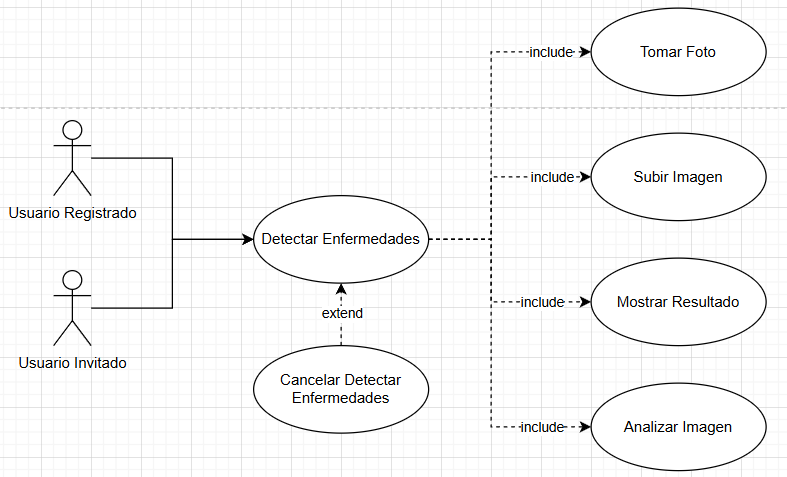 include
Tomar Foto
Usuario Registrado
include
Subir Imagen
Detectar Enfermedades
Usuario Invitado
extend
include
Mostrar Resultado
Cancelar Detectar
Enfermedades
include
Analizar Imagen